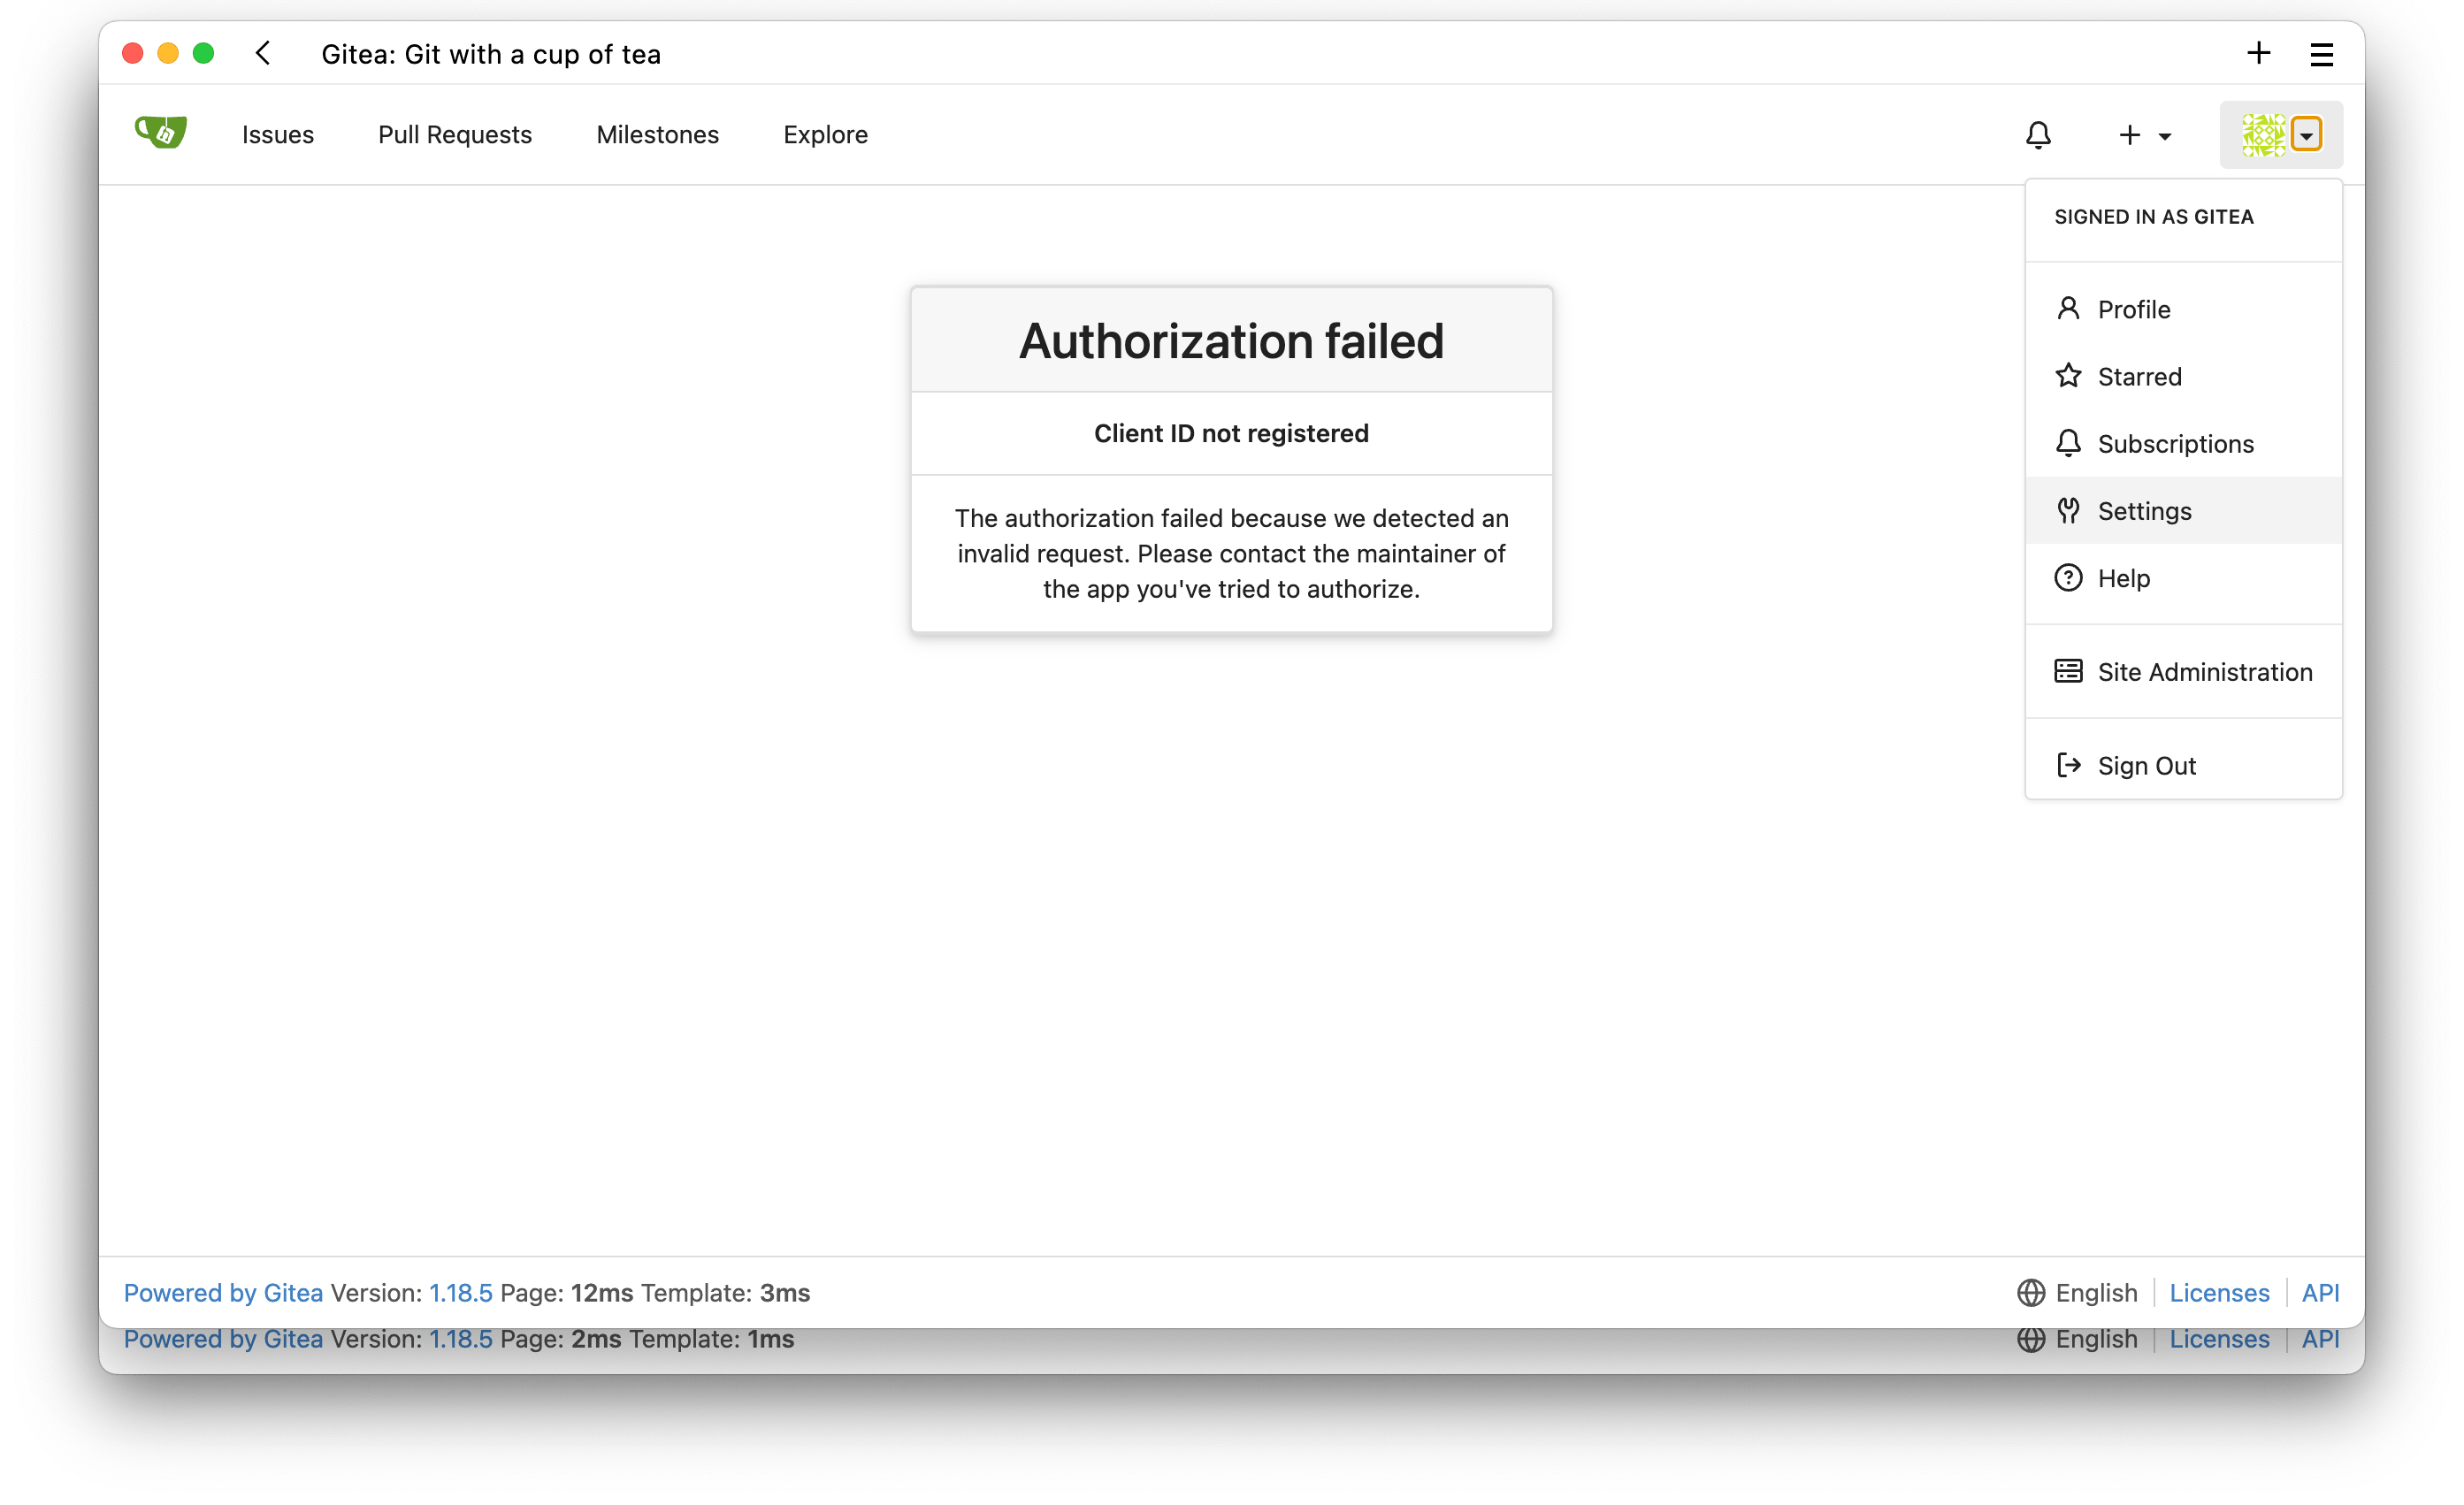 Gitea: Git with a cup of tea
Issues Pull Requests Milestones Explore
SIGNED IN AS GITEA
Profile
Starred
Subscriptions
Settings
Help
Site Administration
Sign Out
Authorization failed
Client ID not registered
The authorization failed because we detected an
invalid request. Please contact the maintainer of
the app you've tried to authorize.
Powered by Gitea Version: 1.18.5 Page: 12ms Template: 3ms English Licenses API
Powered by Gitea Version: 1.18.5 Page: 2ms Template: 1ms English Licenses API